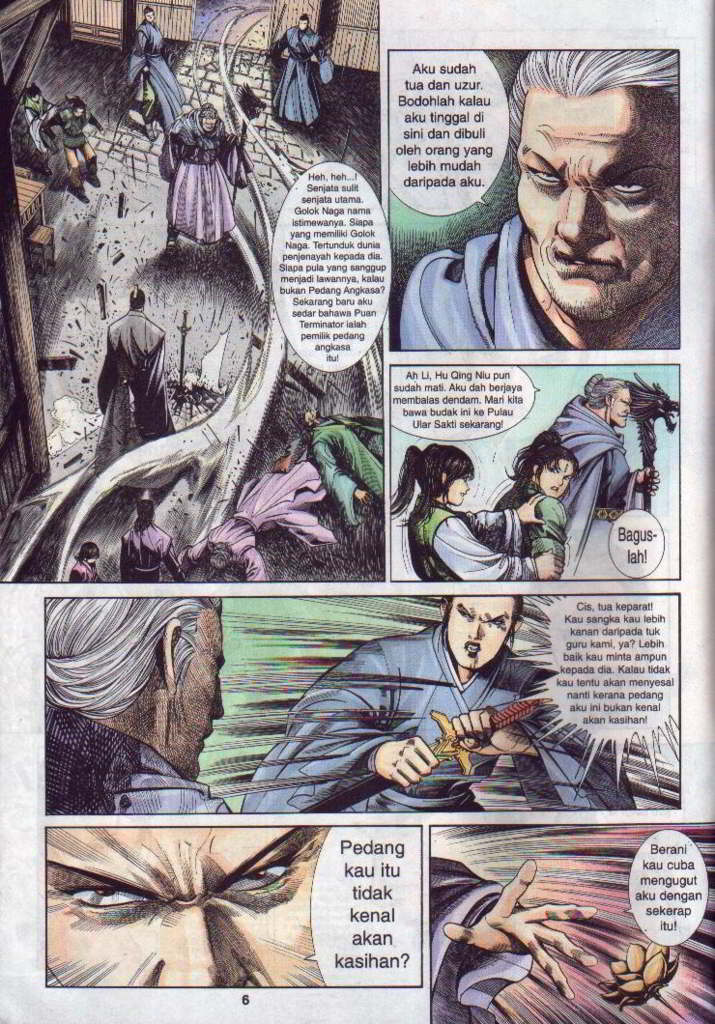 Heh, heh...!
Senjata sulit
senjata utama.
Golok Naga nama
istimewanya. Siapa
yang memiliki Golok
Naga. Tertunduk dunia
penjenayah kepada dia.
Siapa pula yang sanggup
menjadi lawannya, kalau
bukan Pedang Angkasa?
Sekarang baru aku
sedar bahawa Puan
Terminator ialah
pemilik pedang
angkasa
itu!
Aku sudah
tua dan uzur.
Bodohlah kalau
aku tinggal di
sini dan dibuli
oleh orang yang
lebih mudah
daripada aku.
Ah Li, Hu Qing Niu pun
sudah mati. Aku dah berjaya
membalas dendam. Mari kita
bawa budak ini ke Pulau
Ular Sakti sekarang!
Bagus-
lah!
Cis, tua keparat!
Kau sangka kau lebih
kanan daripada tuk
guru kami, ya? Lebih
baik kau minta ampun
kepada dia. Kalau tidak
kau tentu akan menyesal
nanti kerana pedang
aku ini bukan kenal
akan kasihan!
Pedang
kau itu
tidak
kenal
akan
kasihan?
Berani
kau cuba
mengugut
aku dengan
sekerap
itu!
6